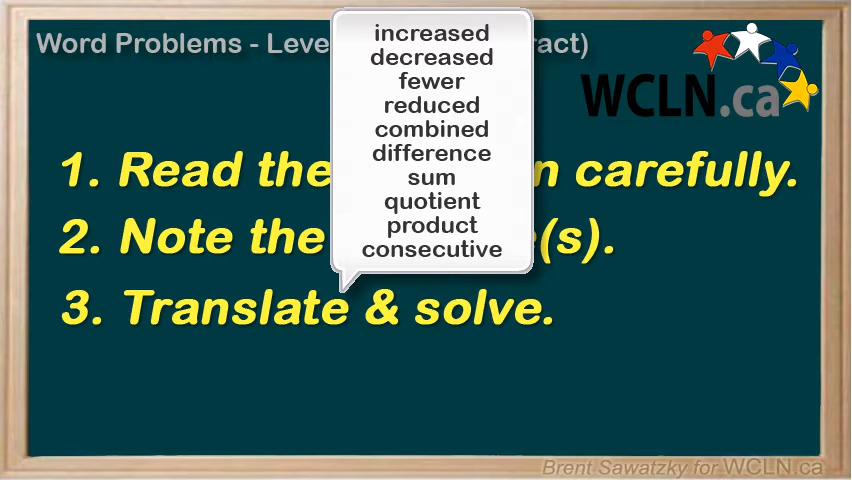 Word Problems - Leve ract)
WCLN.ca
increased
decreased
fewer
reduced
combined
difference
sum
quotient
product
consecutive
1. Read the n carefully.
2. Note the e(s).
3. Translate & solve.
Brent Sawatzky for WCLN.ca